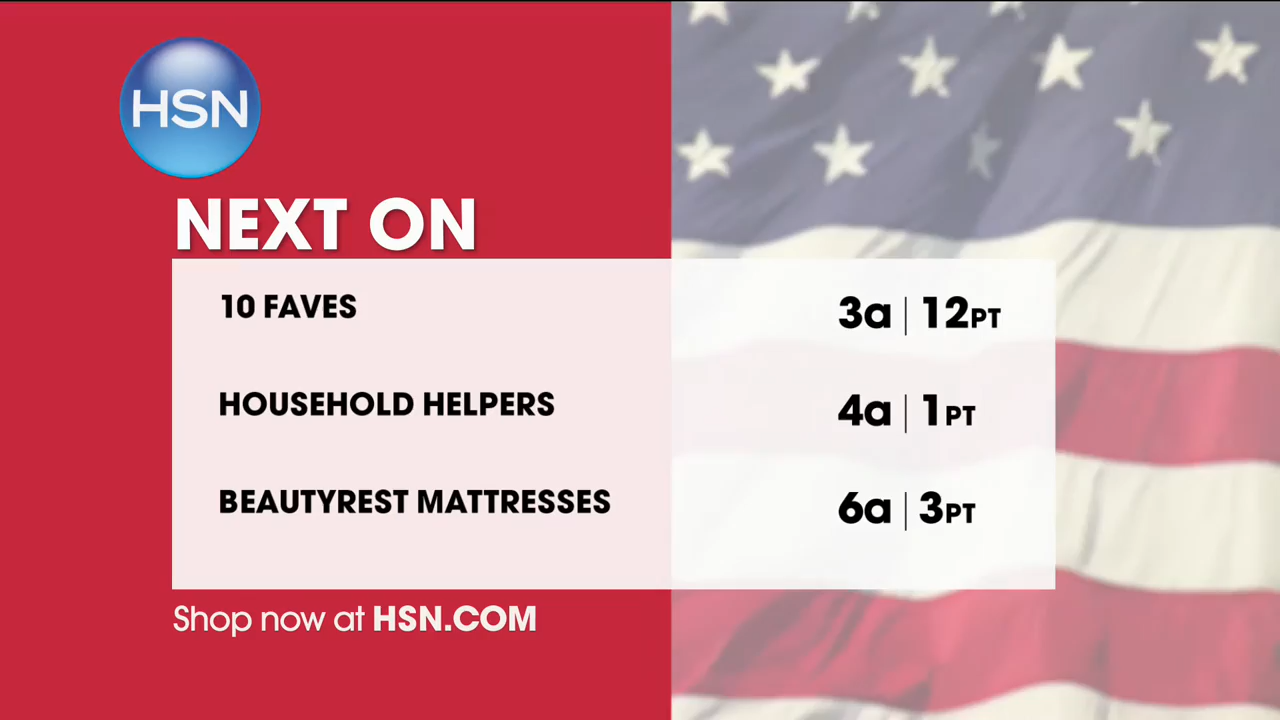 HSN
NEXT ON
10 FAVES 3a | 12PT
HOUSEHOLD HELPERS 4a | 1PT
BEAUTYREST MATTRESSES 6a | 3PT
Shop now at HSN.COM